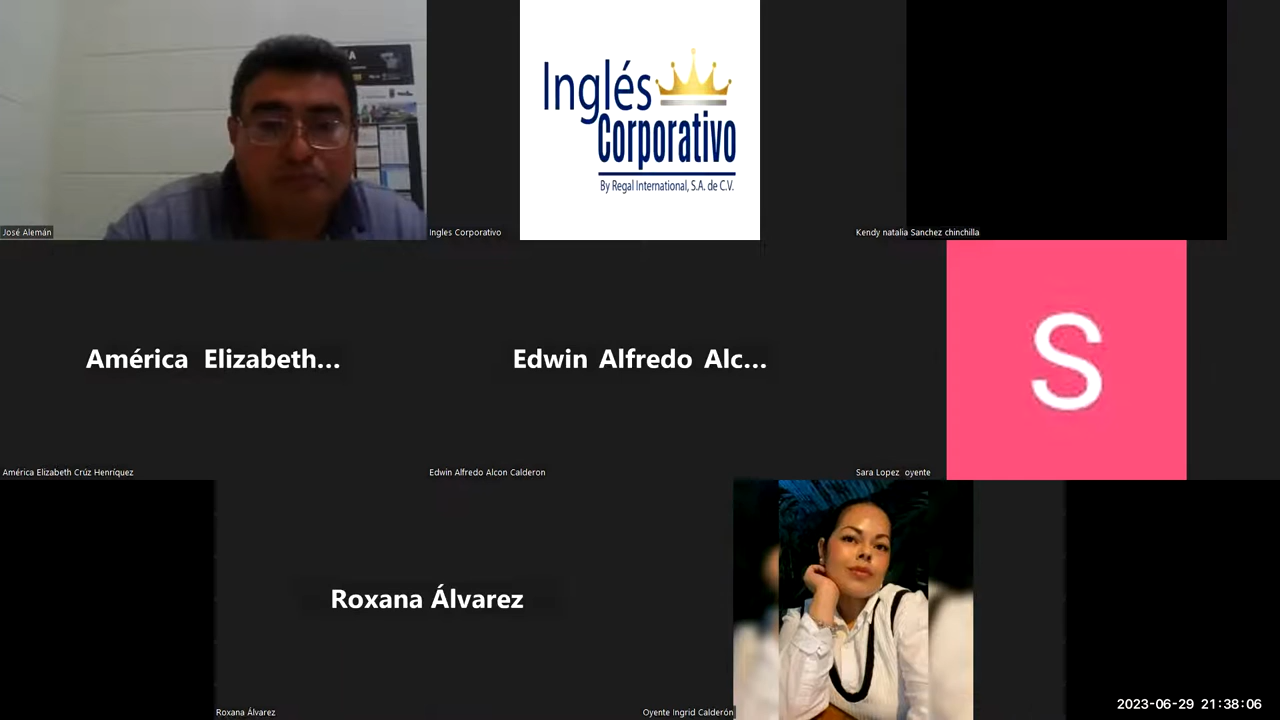 Inglés
Corporativo
By Regal International, S.A. de C.V.
José Alemán
Ingles Corporativo
Kendy natalia Sanchez chinchilla
América Elizabeth...
Edwin Alfredo Alc...
S
América Elizabeth Crúz Henríquez
Edwin Alfredo Alcon Calderon
Sara Lopez oyente
Roxana Álvarez
Roxana Álvarez
Oyente Ingrid Calderón
2023-06-29 21:38:06